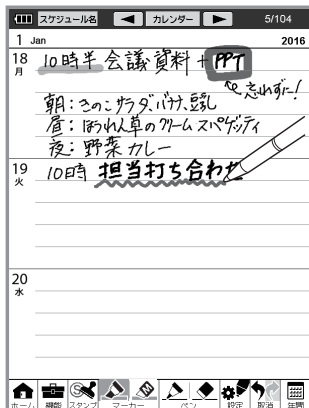 スケジュール名 カレンダー 5/104
1 Jan 2016
18 10時半 会議資料+PPT
月
忘れずに!
朝:きのこサラダ、バナナ、豆乳
昼:ほうれん草のクリームスパゲッティ
夜:野菜カレー
19 10時 担当打ち合わせ
火
20
水
ホーム 機能 スタンプ マーカー ペン 設定 取消 年間